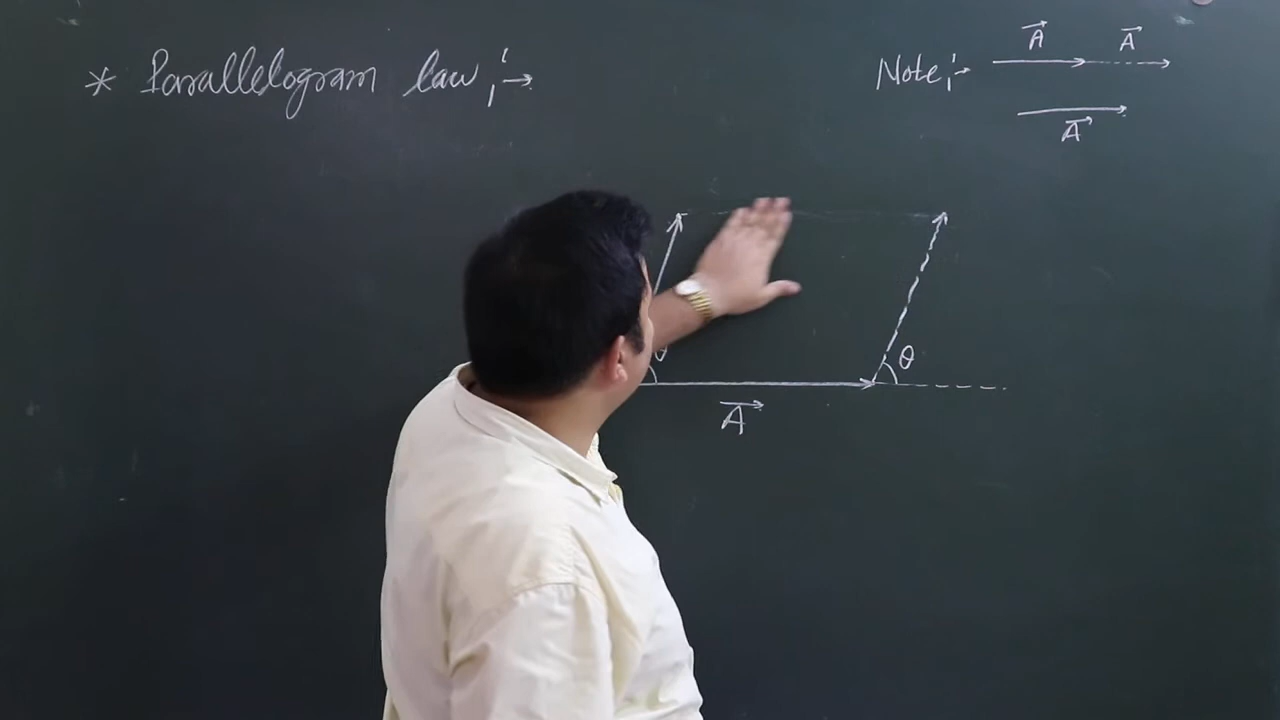 * Parallelogram law :→
Note :→ A A
A
θ
A